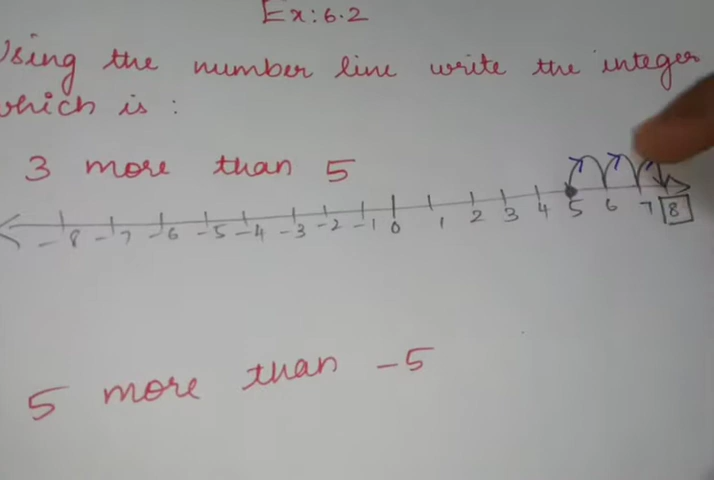 Ex: 6.2
Using the number line write the integer
which is :
3 more than 5
-8 -7 -6 -5 -4 -3 -2 -1 0 1 2 3 4 5 6 7 8
5 more than -5